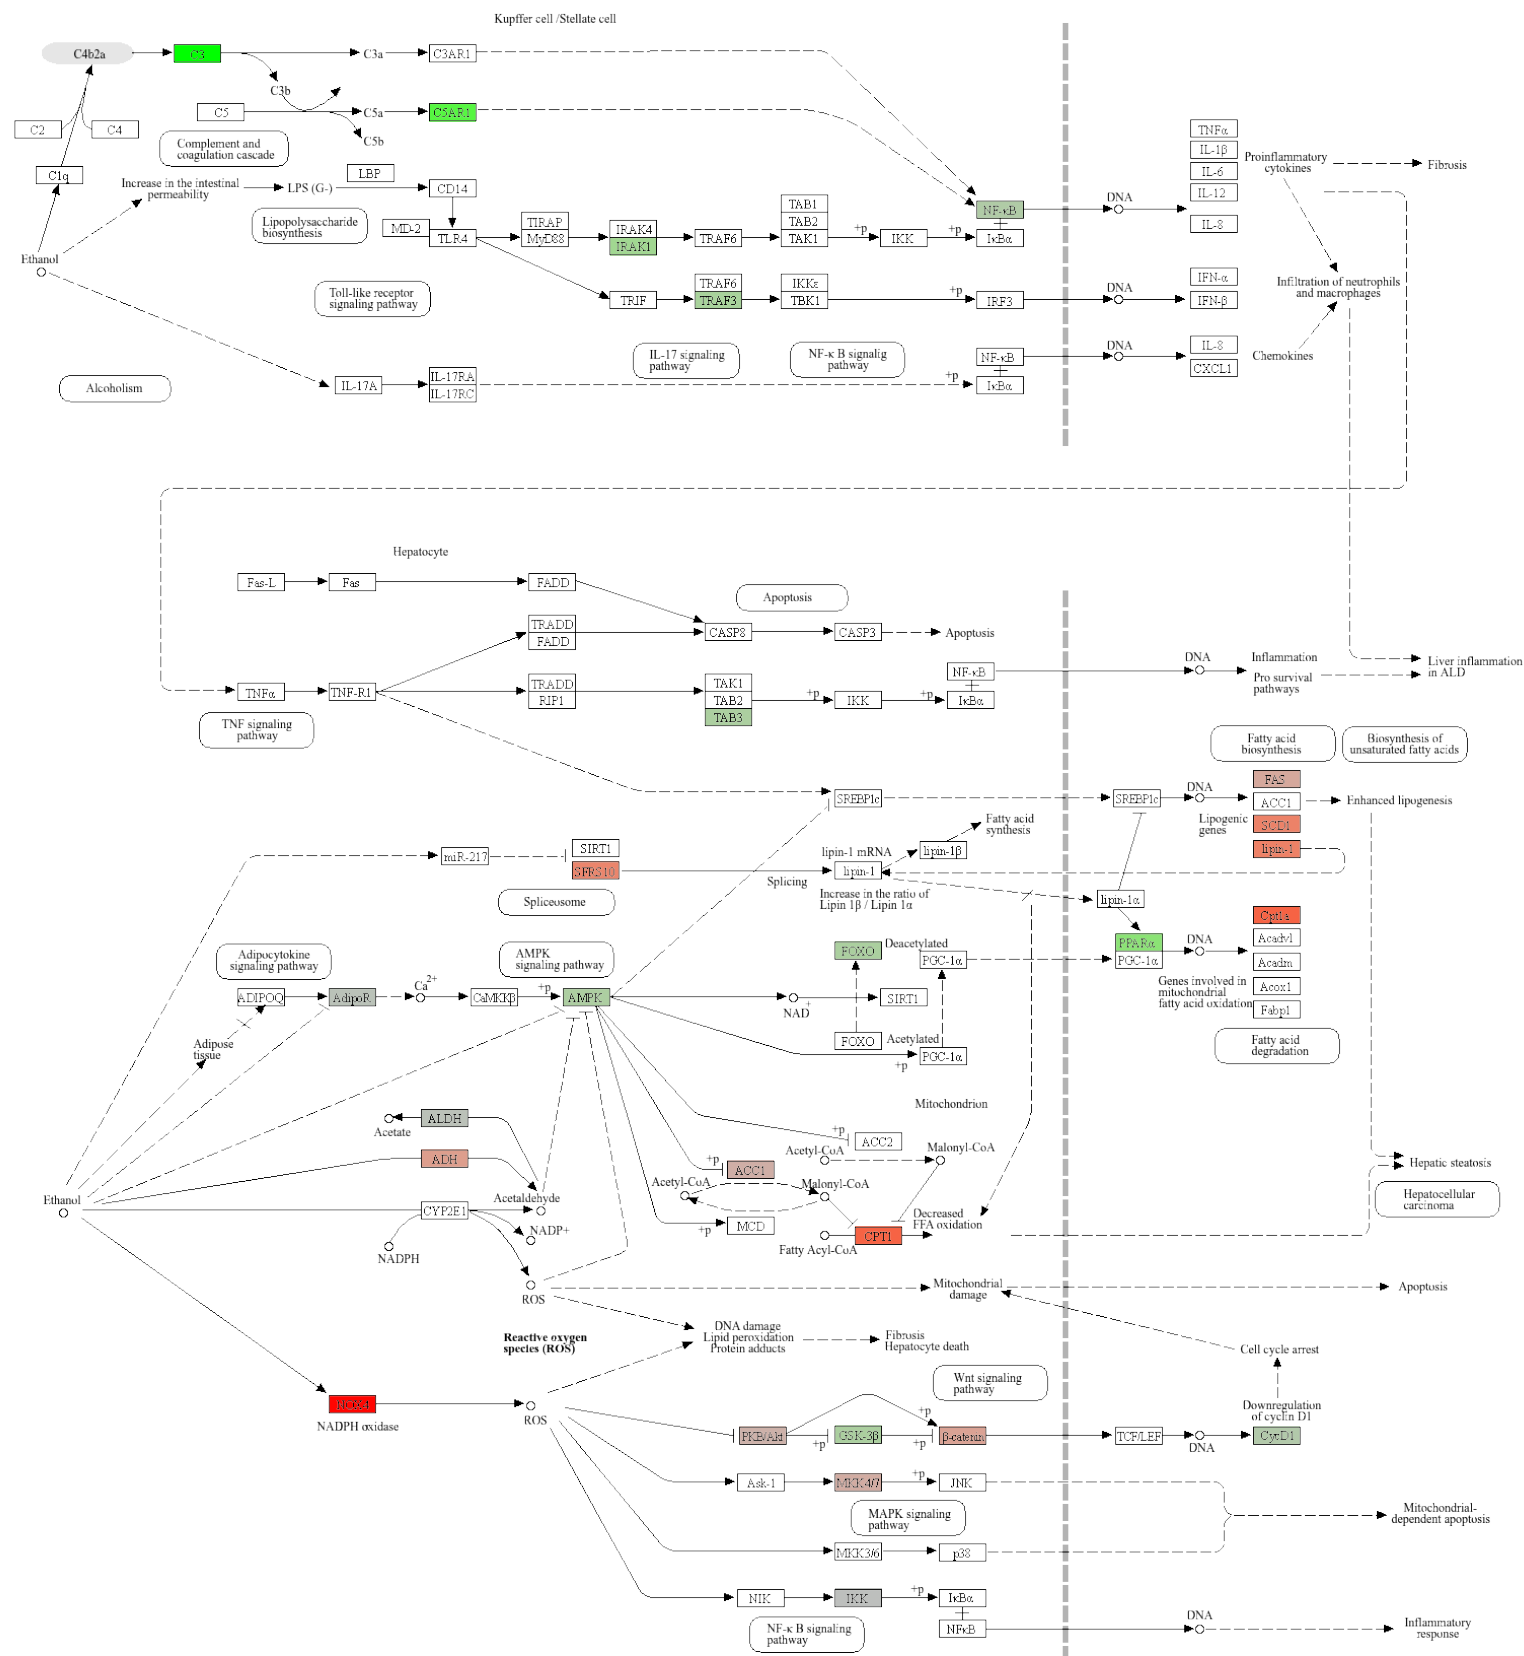 Kupffer cell /Stellate cell
C4b2a
C3
C3a
C3AR1
C3b
C5
C5a
C5AR1
C5b
C2
C4
Complement and
coagulation cascade
C1q
Increase in the intestinal
permeability
LPS (G-)
LBP
CD14
Lipopolysaccharide
biosynthesis
MD-2
TLR4
TIRAP
MyD88
IRAK4
IRAK1
TRAF6
TAB1
TAB2
TAK1
+p
IKK
+p
NF-κB
IκBα
DNA
TNFα
IL-1β
IL-6
IL-12
IL-8
Proinflammatory
cytokines
Fibrosis
Ethanol
Toll-like receptor
signaling pathway
TRIF
TRAF6
TRAF3
IKKε
TBK1
+p
IRF3
DNA
IFN-α
IFN-β
Infiltration of neutrophils
and macrophages
IL-17 signaling
pathway
NF-κ B signalig
pathway
NF-κB
DNA
IL-8
CXCL1
Chemokines
Alcoholism
IL-17A
IL-17RA
IL-17RC
+p
IκBα
Hepatocyte
Fas-L
Fas
FADD
Apoptosis
TRADD
FADD
CASP8
CASP3
Apoptosis
TNFα
TNF-R1
TRADD
RIP1
TAK1
TAB2
TAB3
+p
IKK
+p
NF-κB
IκBα
DNA
Inflammation
Pro survival
pathways
Liver inflammation
in ALD
TNF signaling
pathway
Fatty acid
biosynthesis
Biosynthesis of
unsaturated fatty acids
SREBP1c
SREBP1c
DNA
FAS
ACC1
Enhanced lipogenesis
Lipogenic
genes
SCD1
lipin-1
Fatty acid
synthesis
miR-217
SIRT1
SFRS10
Splicing
lipin-1 mRNA
lipin-1
lipin-1β
Increase in the ratio of
Lipin 1β / Lipin 1α
lipin-1α
Spliceosome
Adipocytokine
signaling pathway
AMPK
signaling pathway
FOXO
Deacetylated
PGC-1α
PPARα
PGC-1α
DNA
Cpt1a
Acadvl
Acadm
Acox1
Fabp1
Genes involved in
mitochondrial
fatty acid oxidation
ADIPOQ
AdipoR
Ca2+
CaMKKβ
+p
AMPK
NAD+
SIRT1
Adipose
tissue
FOXO
Acetylated
PGC-1α
+p
Fatty acid
degradation
Mitochondrion
ALDH
Acetate
+p
ACC2
ADH
+p
ACC1
Acetyl-CoA
Malonyl-CoA
Acetyl-CoA
Malonyl-CoA
Hepatic steatosis
Ethanol
Acetaldehyde
CYP2E1
NADP+
NADPH
+p
MCD
Decreased
FFA oxidation
Fatty Acyl-CoA
CPT1
Hepatocellular
carcinoma
ROS
Mitochondrial
damage
Apoptosis
Reactive oxygen
species (ROS)
DNA damage
Lipid peroxidation
Protein adducts
Fibrosis
Hepatocyte death
Cell cycle arrest
Wnt signaling
pathway
NOX4
NADPH oxidase
ROS
Downregulation
of cyclin D1
PKB/Akt
+p
GSK-3β
+p
+p
β-catenin
TCF/LEF
DNA
CycD1
Ask-1
MKK4/7
+p
JNK
MAPK signaling
pathway
Mitochondrial-
dependent apoptosis
MKK3/6
p38
NIK
IKK
+p
IκBα
NFκB
NF-κ B signaling
pathway
DNA
Inflammatory
response